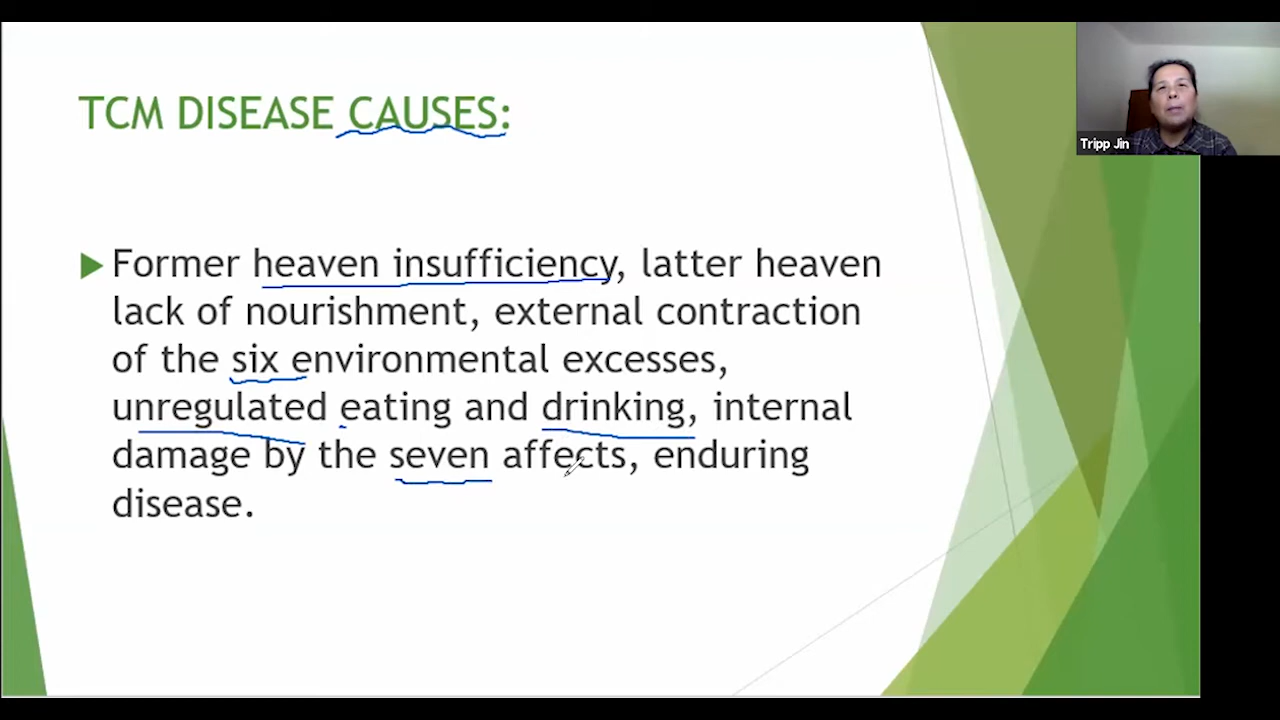 TCM DISEASE CAUSES:
Tripp Jin
Former heaven insufficiency, latter heaven
lack of nourishment, external contraction
of the six environmental excesses,
unregulated eating and drinking, internal
damage by the seven affects, enduring
disease.